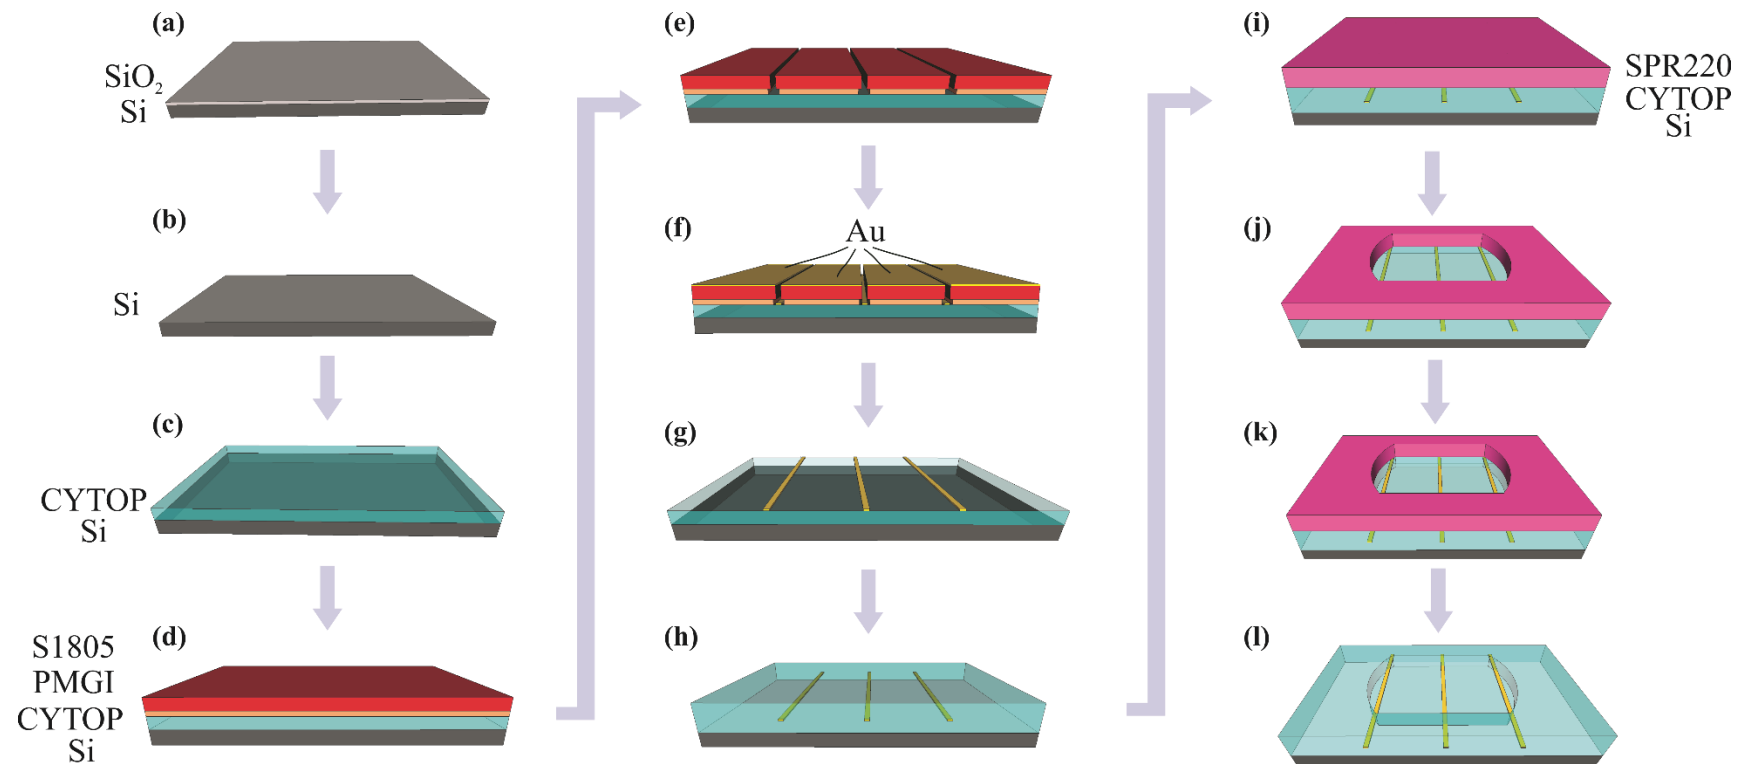 (a)
SiO₂
Si
(b)
Si
(c)
CYTOP
Si
(d)
S1805
PMGI
CYTOP
Si
(e)
(f)
Au
(g)
(h)
(i)
SPR220
CYTOP
Si
(j)
(k)
(l)